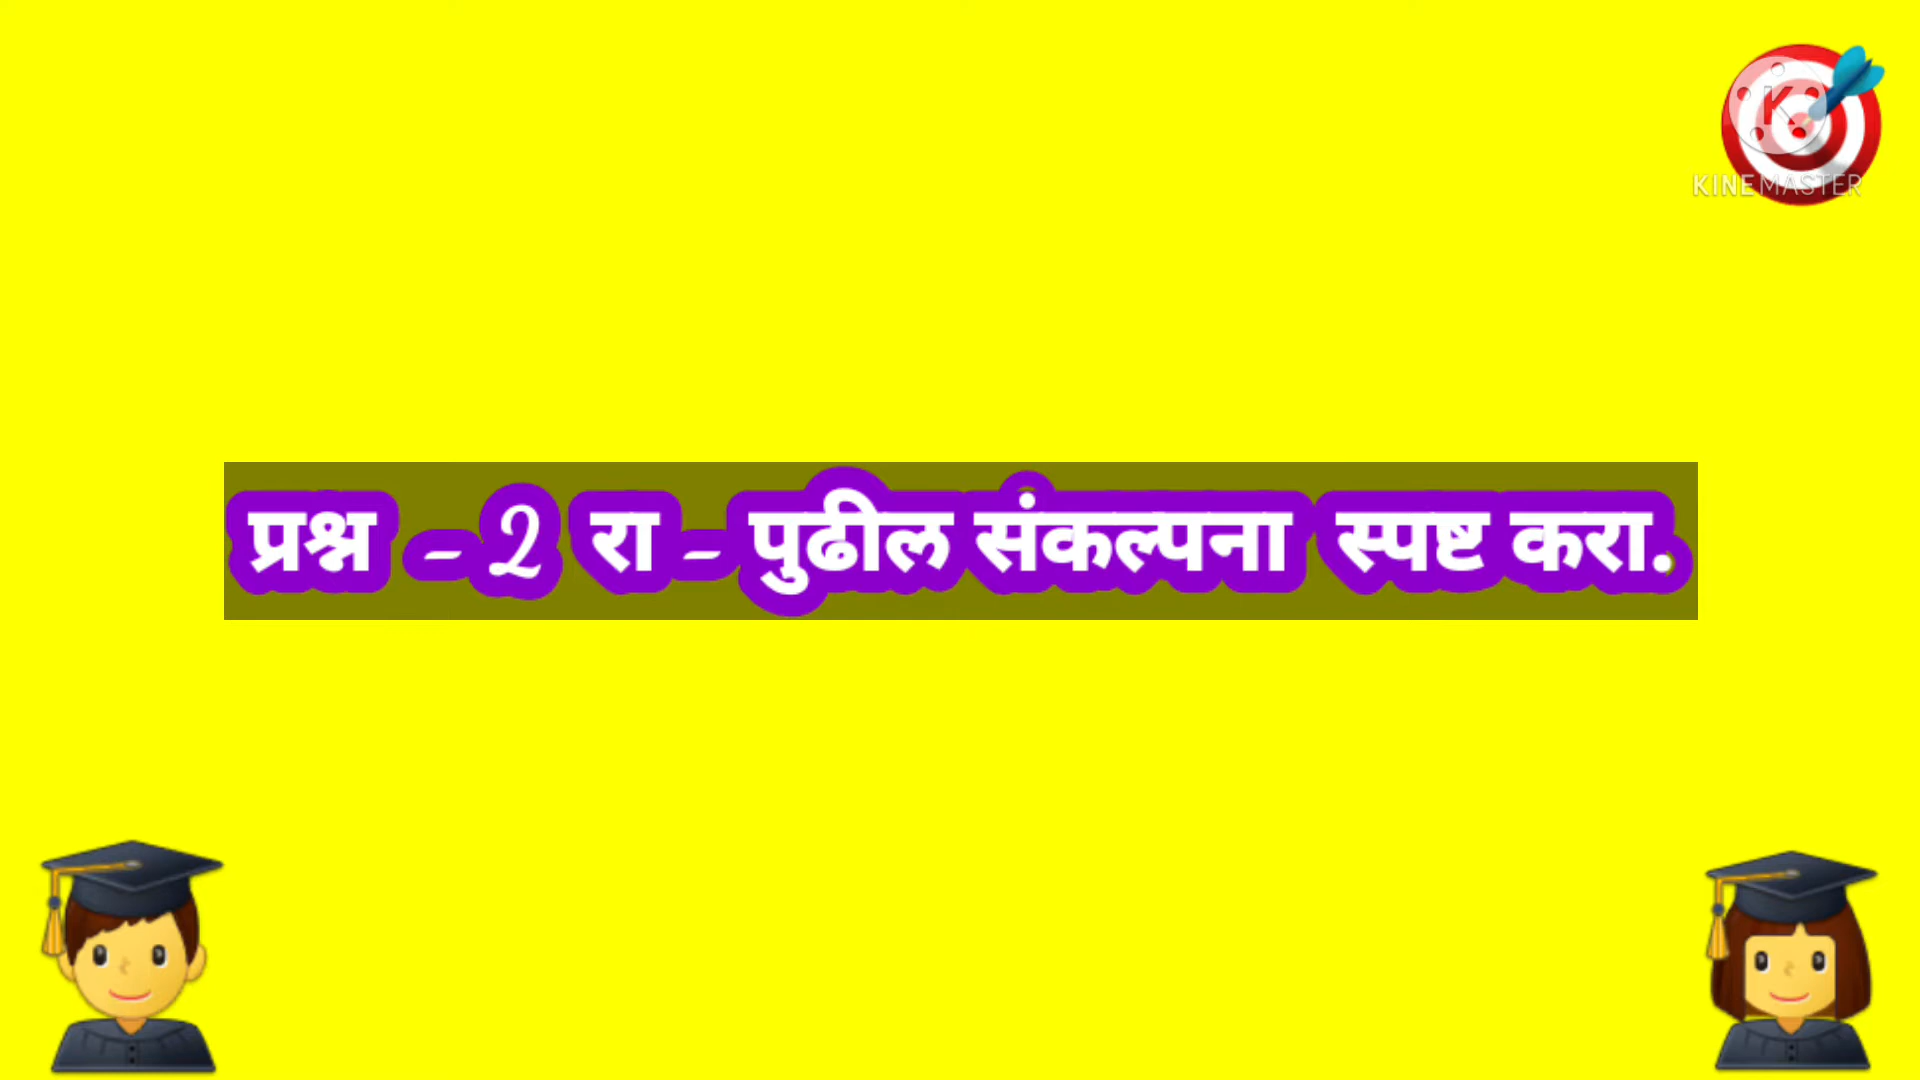 KINEMASTER
प्रश्न - 2 रा - पुढील संकल्पना स्पष्ट करा.